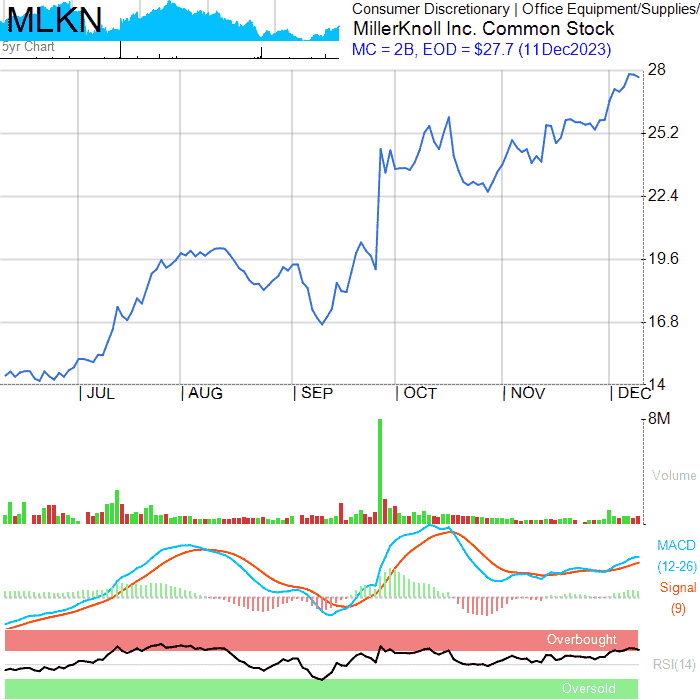 MLKN
5yr Chart
Consumer Discretionary | Office Equipment/Supplies/
MillerKnoll Inc. Common Stock
MC = 2B, EOD = $27.7 (11Dec2023)
28
25.2
22.4
19.6
16.8
14
| JUL | AUG | SEP | OCT | NOV | DEC
8M
Volume
MACD
(12-26)
Signal
(9)
Overbought
RSI(14)
Oversold